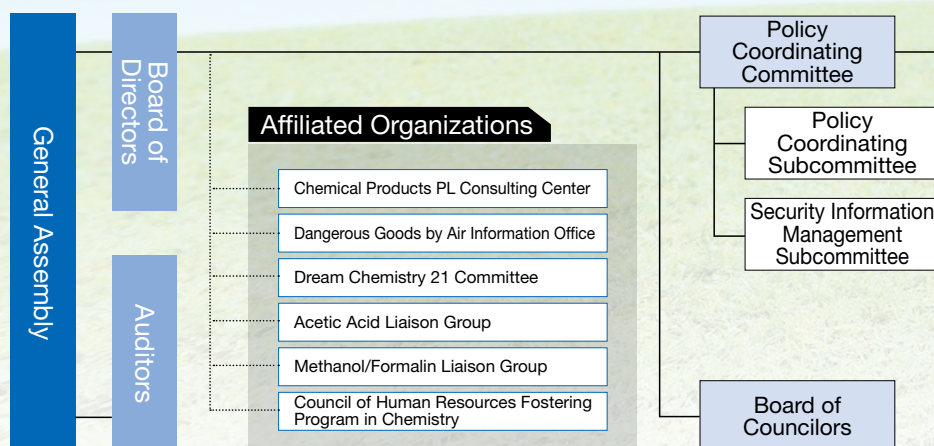 General Assembly
Board of
Directors
Auditors
Affiliated Organizations
Chemical Products PL Consulting Center
Dangerous Goods by Air Information Office
Dream Chemistry 21 Committee
Acetic Acid Liaison Group
Methanol/Formalin Liaison Group
Council of Human Resources Fostering
Program in Chemistry
Policy
Coordinating
Committee
Policy
Coordinating
Subcommittee
Security Information
Management
Subcommittee
Board of
Councilors